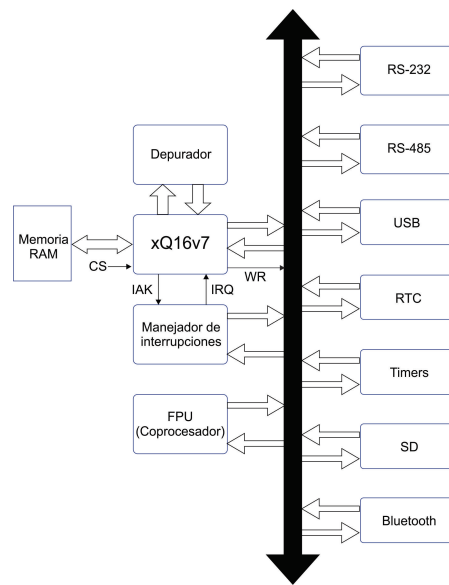 RS-232
Depurador
RS-485
Memoria
RAM
xQ16v7
USB
CS
WR
IAK
IRQ
RTC
Manejador de
interrupciones
Timers
FPU
(Coprocesador)
SD
Bluetooth